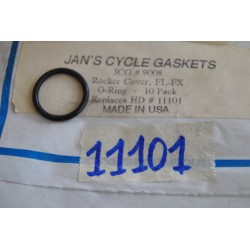 JAN'S CYCLE GASKETS
JCG # 9008
Rocker Cover, FL-FX
O-Ring - 10 Pack
Replaces HD # 11101
MADE IN USA
11101